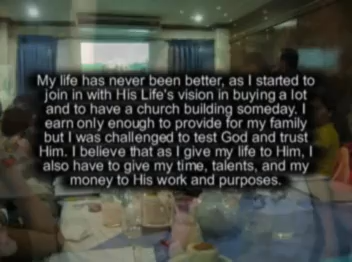 My life has never been better, as I started to
join in with His Life's vision in buying a lot
and to have a church building someday. I
earn only enough to provide for my family
but I was challenged to test God and trust
Him. I believe that as I give my life to Him, I
also have to give my time, talents, and my
money to His work and purposes.